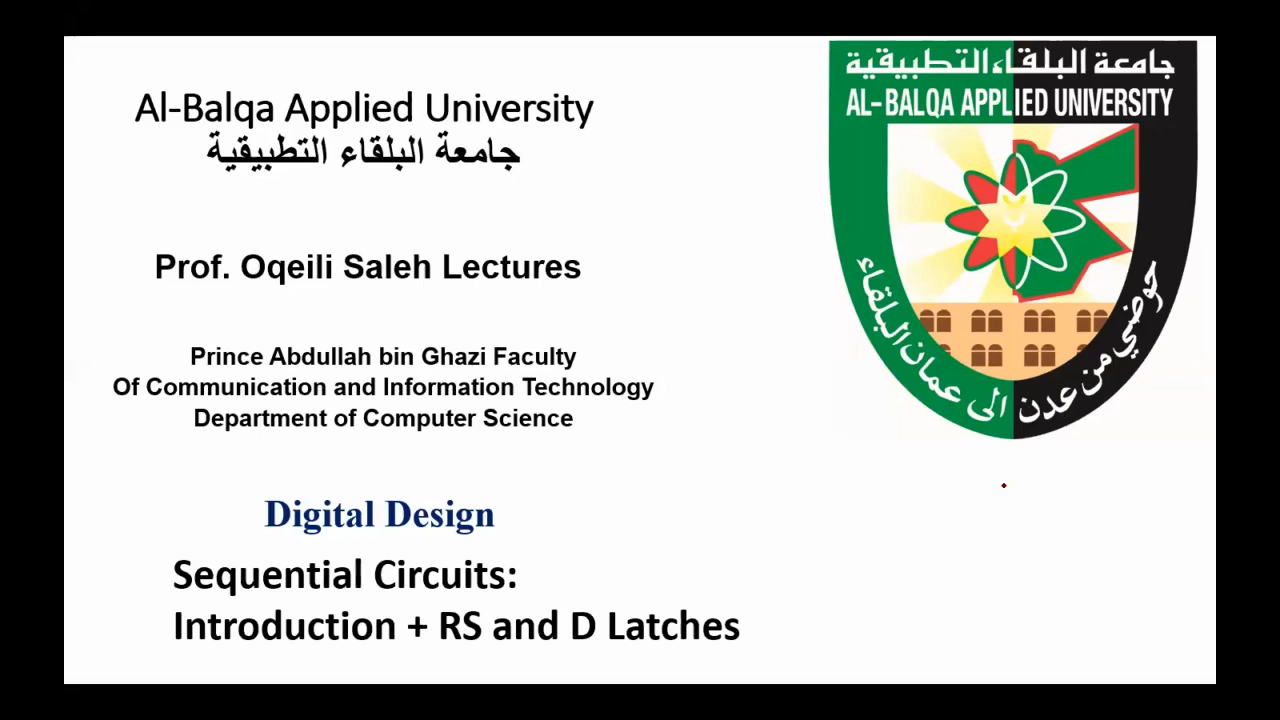 Al-Balqa Applied University
جامعة البلقاء التطبيقية
Prof. Oqeili Saleh Lectures
Prince Abdullah bin Ghazi Faculty
Of Communication and Information Technology
Department of Computer Science
Digital Design
Sequential Circuits:
Introduction + RS and D Latches
جامعة البلقاء التطبيقية
AL-BALQA APPLIED UNIVERSITY
حوضي من عدن الى عمان البلقاء